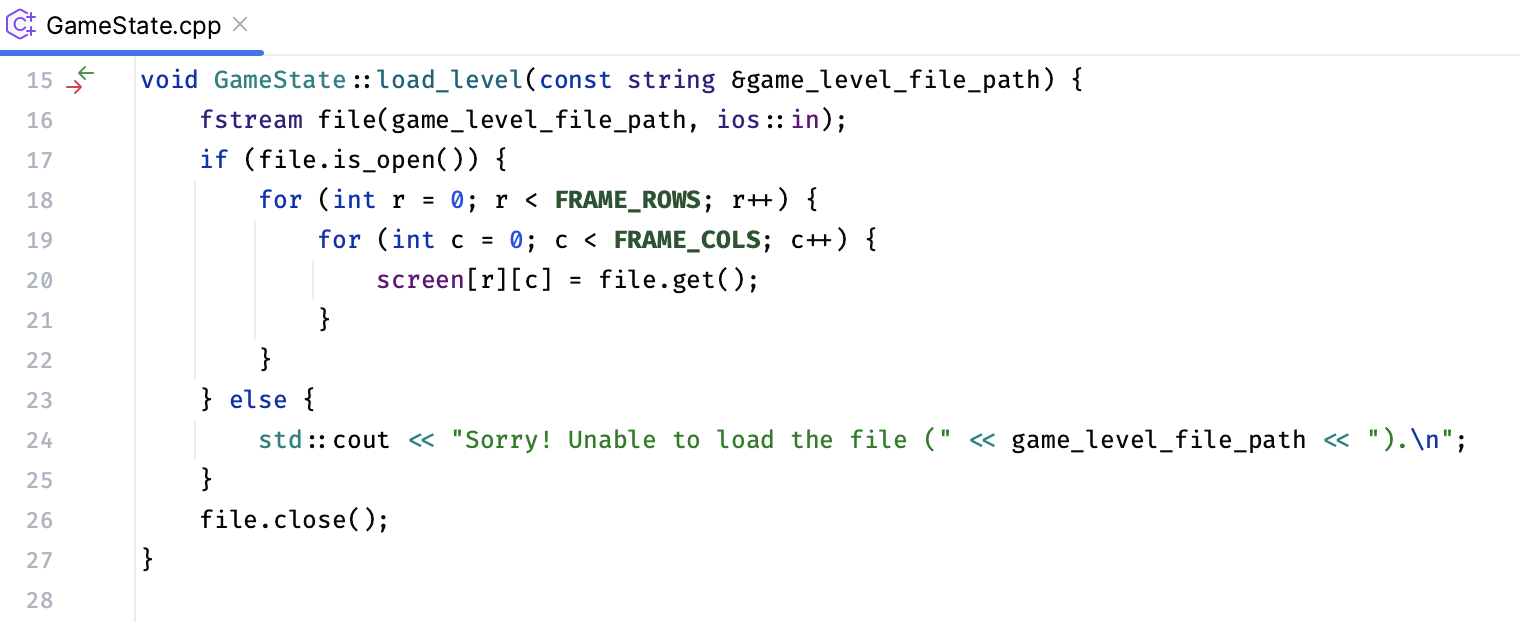 GameState.cpp
15 void GameState::load_level(const string &game_level_file_path) {
16     fstream file(game_level_file_path, ios::in);
17     if (file.is_open()) {
18         for (int r = 0; r < FRAME_ROWS; r++) {
19             for (int c = 0; c < FRAME_COLS; c++) {
20                 screen[r][c] = file.get();
21             }
22         }
23     } else {
24         std::cout << "Sorry! Unable to load the file (" << game_level_file_path << ").\n";
25     }
26     file.close();
27 }
28